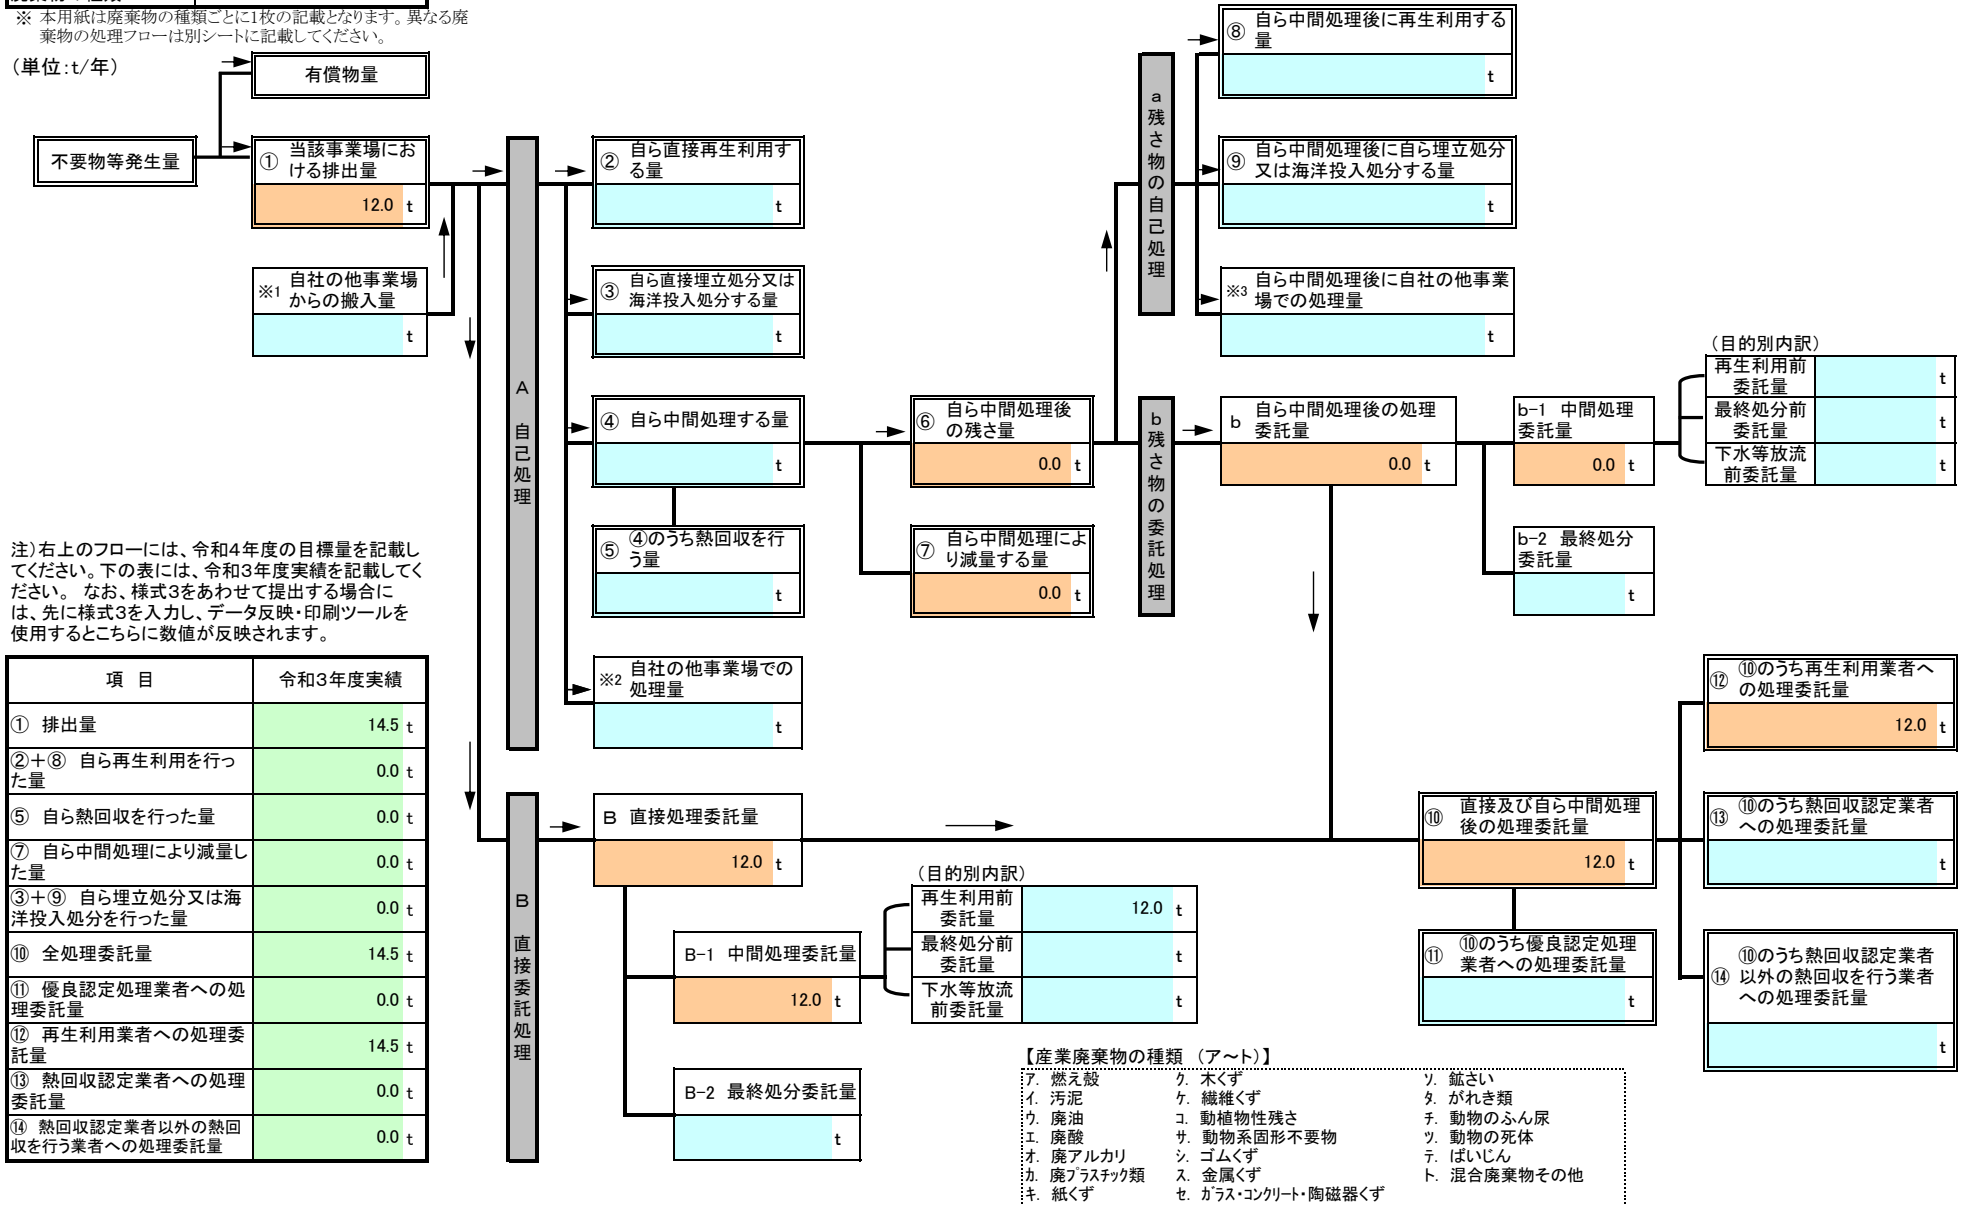 ※ 本用紙は廃棄物の種類ごとに1枚の記載となります。異なる廃
棄物の処理フローは別シートに記載してください。
（単位：t/年）
有償物量
不要物等発生量
① 当該事業場にお
ける排出量
12.0 t
※1 自社の他事業場
からの搬入量
t
A 自己処理
② 自ら直接再生利用す
る量
t
③ 自ら直接埋立処分又は
海洋投入処分する量
t
④ 自ら中間処理する量
t
⑤ ④のうち熱回収を行
う量
t
※2 自社の他事業場での
処理量
t
⑥ 自ら中間処理後
の残さ量
0.0 t
⑦ 自ら中間処理によ
り減量する量
0.0 t
a 残さ物の自己処理
⑧ 自ら中間処理後に再生利用する
量
t
⑨ 自ら中間処理後に自ら埋立処分
又は海洋投入処分する量
t
※3 自ら中間処理後に自社の他事業
場での処理量
t
b 残さ物の委託処理
b 自ら中間処理後の処理
委託量
0.0 t
b-1 中間処理
委託量
0.0 t
b-2 最終処分
委託量
t
（目的別内訳）
再生利用前
委託量
t
最終処分前
委託量
t
下水等放流
前委託量
t
注）右上のフローには、令和４年度の目標量を記載し
てください。下の表には、令和３年度実績を記載してく
ださい。 なお、様式３をあわせて提出する場合に
は、先に様式３を入力し、データ反映・印刷ツールを
使用するとこちらに数値が反映されます。
項 目 令和３年度実績
① 排出量 14.5 t
②＋⑧ 自ら再生利用を行っ
た量 0.0 t
⑤ 自ら熱回収を行った量 0.0 t
⑦ 自ら中間処理により減量し
た量 0.0 t
③＋⑨ 自ら埋立処分又は海
洋投入処分を行った量 0.0 t
⑩ 全処理委託量 14.5 t
⑪ 優良認定処理業者への処
理委託量 0.0 t
⑫ 再生利用業者への処理委
託量 14.5 t
⑬ 熱回収認定業者への処理
委託量 0.0 t
⑭ 熱回収認定業者以外の熱回
収を行う業者への処理委託量 0.0 t
B 直接委託処理
B 直接処理委託量
12.0 t
B-1 中間処理委託量
12.0 t
B-2 最終処分委託量
t
（目的別内訳）
再生利用前
委託量
12.0 t
最終処分前
委託量
t
下水等放流
前委託量
t
⑩ 直接及び自ら中間処理
後の処理委託量
12.0 t
⑪ ⑩のうち優良認定処理
業者への処理委託量
t
⑫ ⑩のうち再生利用業者へ
の処理委託量
12.0 t
⑬ ⑩のうち熱回収認定業者
への処理委託量
t
⑭ ⑩のうち熱回収認定業者
以外の熱回収を行う業者
への処理委託量
t
【産業廃棄物の種類 （ア～ト）】
ア. 燃え殻 ク. 木くず ソ. 鉱さい
イ. 汚泥 ケ. 繊維くず タ. がれき類
ウ. 廃油 コ. 動植物性残さ チ. 動物のふん尿
エ. 廃酸 サ. 動物系固形不要物 ツ. 動物の死体
オ. 廃アルカリ シ. ゴムくず テ. ばいじん
カ. 廃プラスチック類 ス. 金属くず ト. 混合廃棄物その他
キ. 紙くず セ. ガラス・コンクリート・陶磁器くず